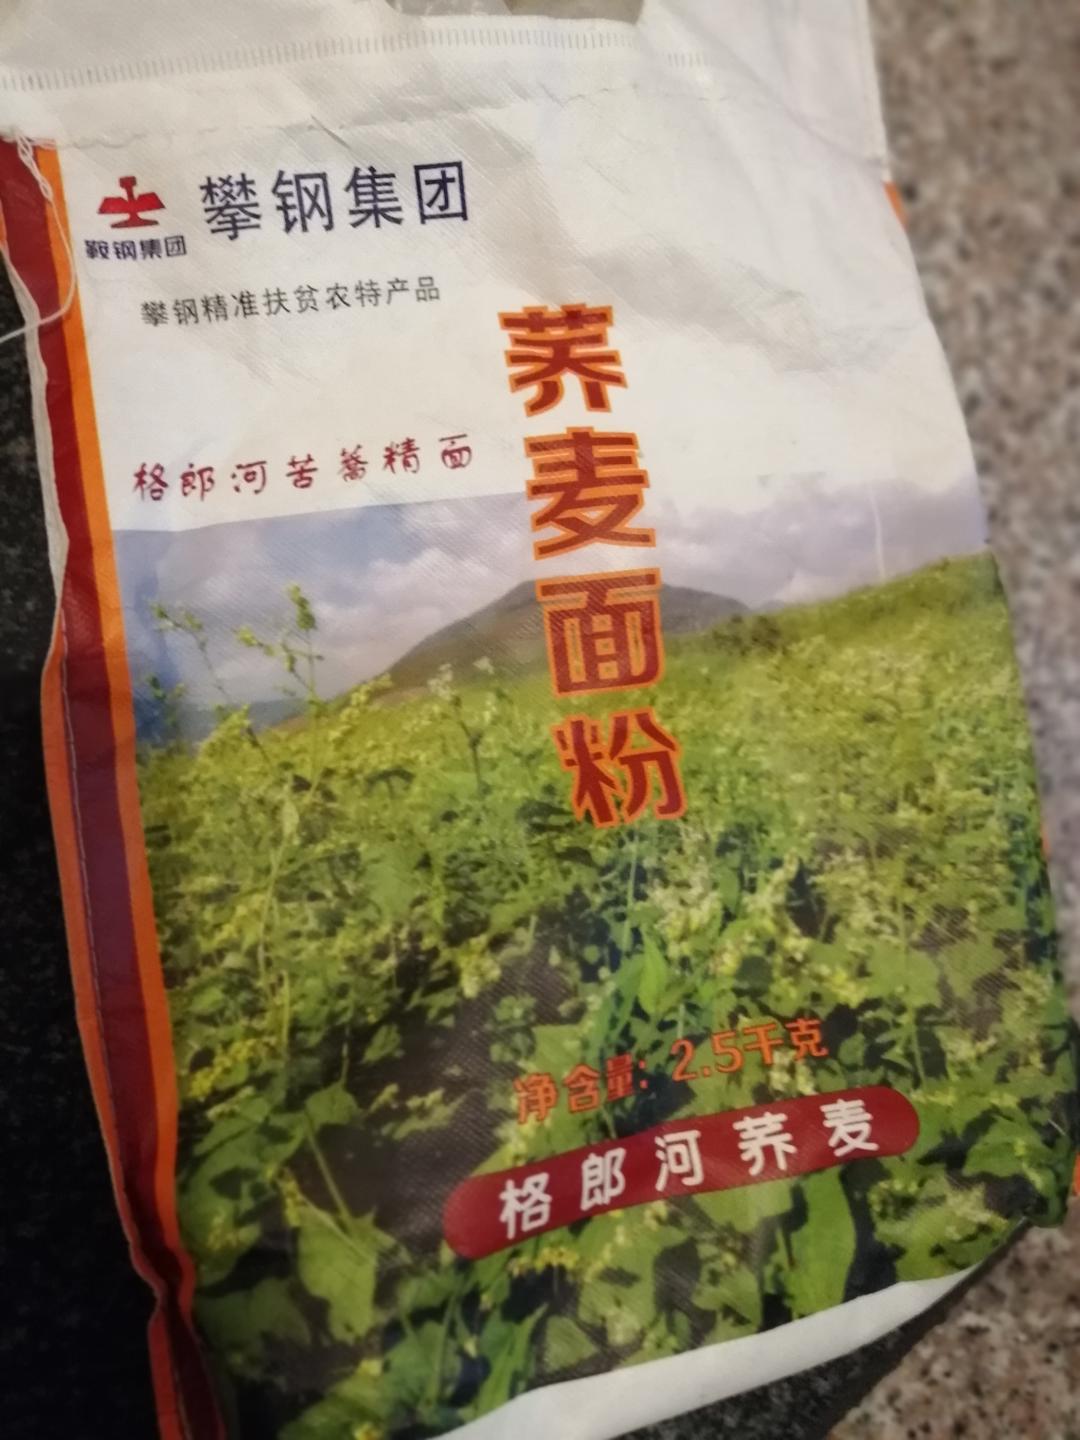 攀钢集团
鞍钢集团
攀钢精准扶贫农特产品
荞麦面粉
格郎河苦荞精面
净含量：2.5千克
格郎河荞麦